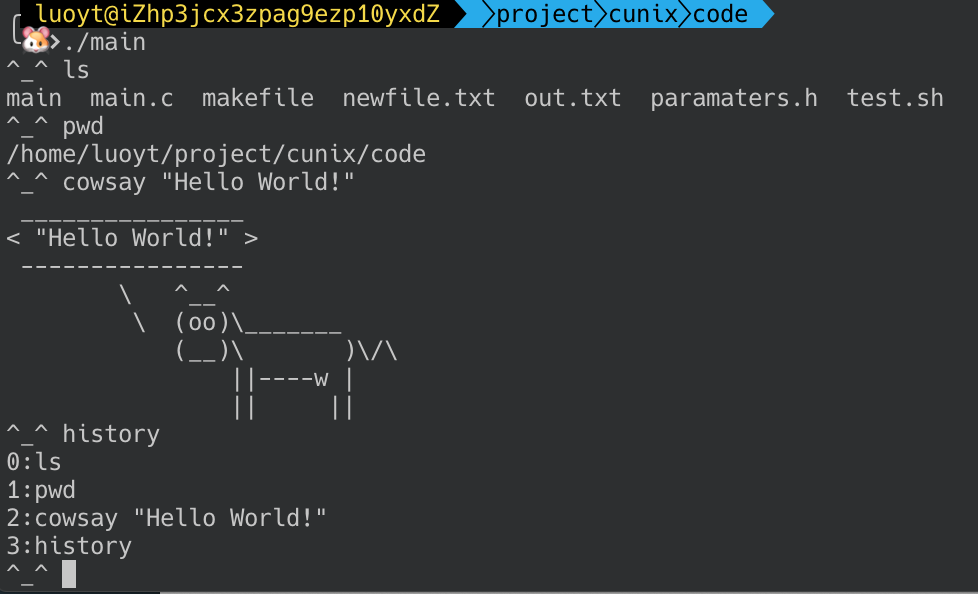 luoyt@iZhp3jcx3zpag9ezp10yxdZ project cunix code
./main
^_^ ls
main  main.c  makefile  newfile.txt  out.txt  paramaters.h  test.sh
^_^ pwd
/home/luoyt/project/cunix/code
^_^ cowsay "Hello World!"
 ________________
< "Hello World!" >
 ----------------
        \   ^__^
         \  (oo)\_______
            (__)\       )\/\
                ||----w |
                ||     ||
^_^ history
0:ls
1:pwd
2:cowsay "Hello World!"
3:history
^_^